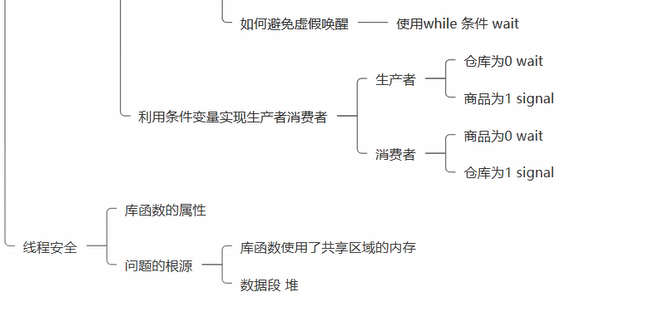 如何避免虚假唤醒
使用while 条件 wait
利用条件变量实现生产者消费者
生产者
仓库为0 wait
商品为1 signal
消费者
商品为0 wait
仓库为1 signal
线程安全
库函数的属性
问题的根源
库函数使用了共享区域的内存
数据段 堆